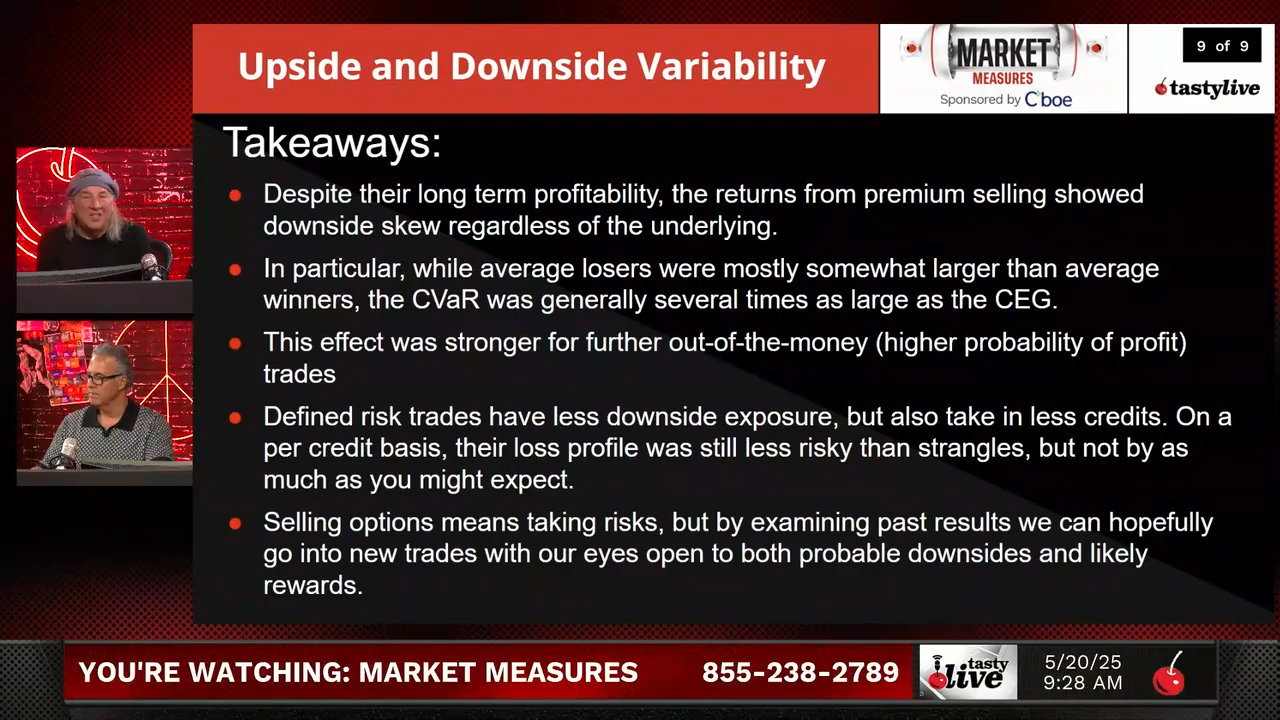 Upside and Downside Variability
MARKET
MEASURES
Sponsored by Cboe
9 of 9
tastylive
Takeaways:
Despite their long term profitability, the returns from premium selling showed
downside skew regardless of the underlying.
In particular, while average losers were mostly somewhat larger than average
winners, the CVaR was generally several times as large as the CEG.
This effect was stronger for further out-of-the-money (higher probability of profit)
trades
Defined risk trades have less downside exposure, but also take in less credits. On a
per credit basis, their loss profile was still less risky than strangles, but not by as
much as you might expect.
Selling options means taking risks, but by examining past results we can hopefully
go into new trades with our eyes open to both probable downsides and likely
rewards.
YOU'RE WATCHING: MARKET MEASURES
855-238-2789
tasty
live
5/20/25
9:28 AM